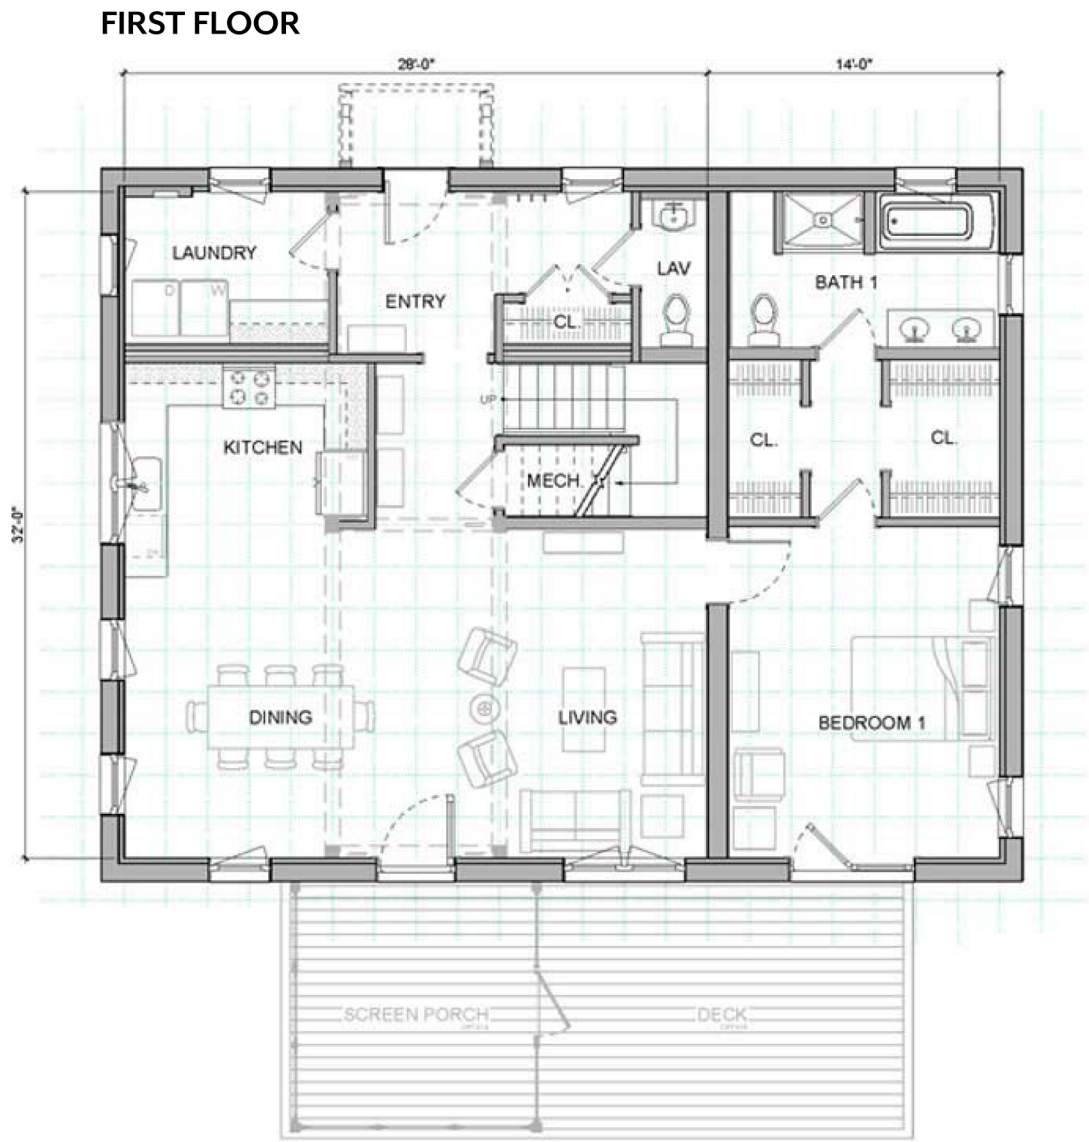 FIRST FLOOR
28'-0"
14'-0"
LAUNDRY
D W
ENTRY
LAV
BATH 1
CL.
UP
KITCHEN
MECH.
CL.
CL.
32'-0"
DINING
LIVING
BEDROOM 1
SCREEN PORCH
DECK